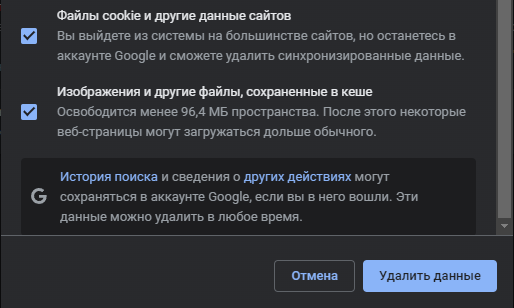 Файлы cookie и другие данные сайтов
Вы выйдете из системы на большинстве сайтов, но останетесь в
аккаунте Google и сможете удалить синхронизированные данные.
Изображения и другие файлы, сохраненные в кеше
Освободится менее 96,4 МБ пространства. После этого некоторые
веб-страницы могут загружаться дольше обычного.
История поиска и сведения о других действиях могут
сохраняться в аккаунте Google, если вы в него вошли. Эти
данные можно удалить в любое время.
Отмена
Удалить данные